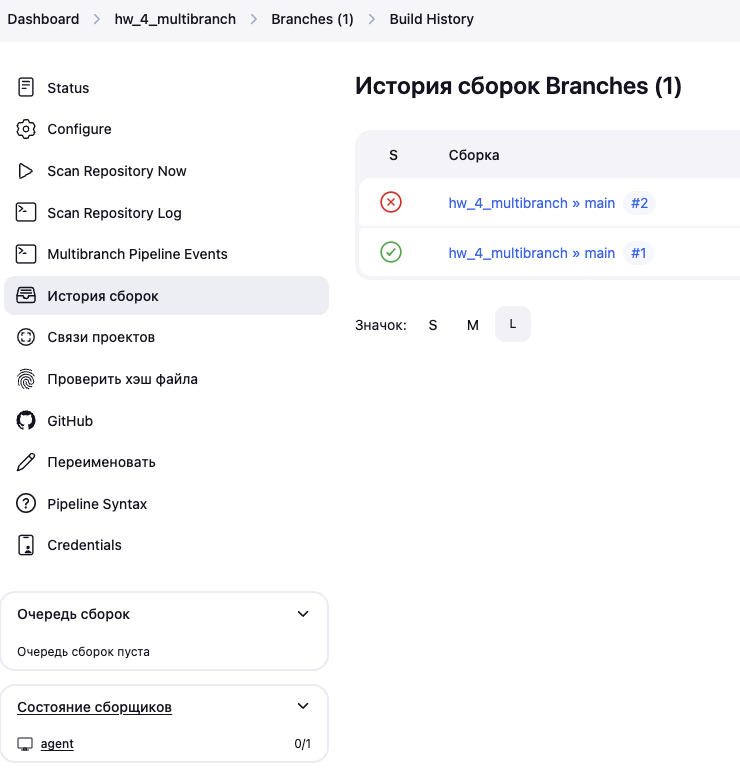 Dashboard > hw_4_multibranch > Branches (1) > Build History
Status
Configure
Scan Repository Now
Scan Repository Log
Multibranch Pipeline Events
История сборок
Связи проектов
Проверить хэш файла
GitHub
Переименовать
Pipeline Syntax
Credentials
Очередь сборок
Очередь сборок пуста
Состояние сборщиков
agent 0/1
История сборок Branches (1)
S Сборка
hw_4_multibranch » main #2
hw_4_multibranch » main #1
Значок: S M L